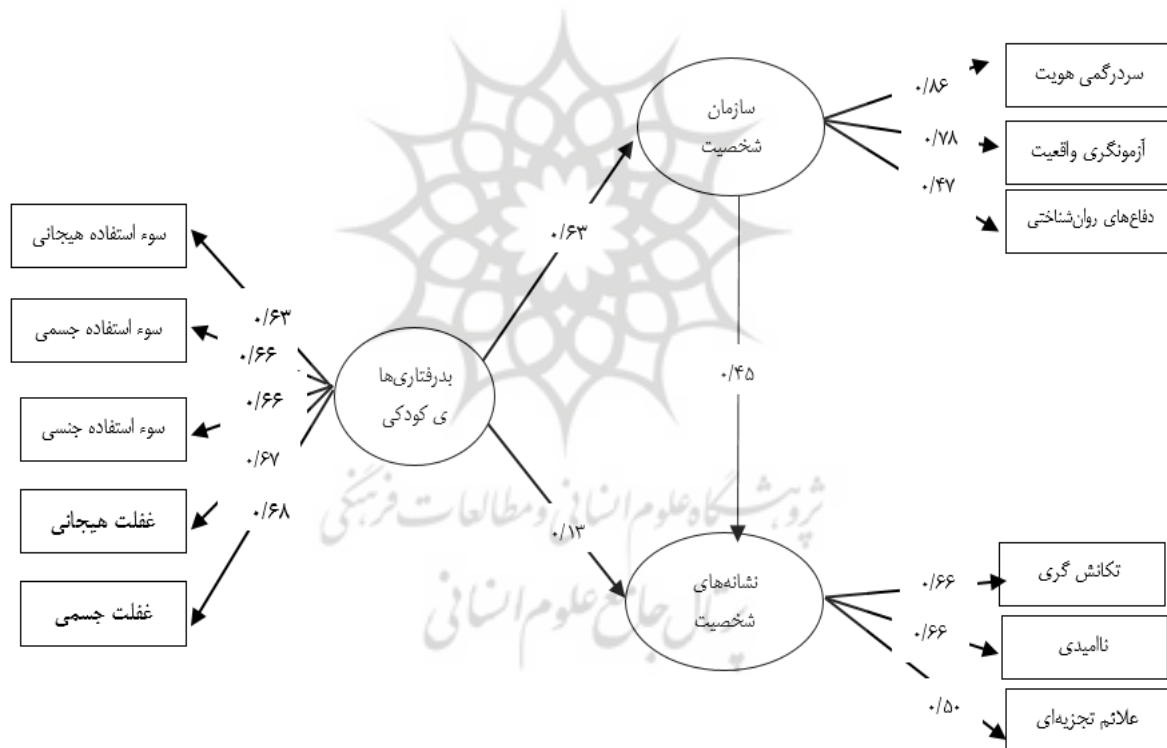 سردرگمی هویت
۰/۸۶
سازمان
شخصیت
آزمونگری واقعیت
۰/۷۸
۰/۴۷
دفاع‌های روان‌شناختی
سوء استفاده هیجانی
۰/۶۳
۰/۶۳
سوء استفاده جسمی
۰/۶۶
بدرفتاری‌ها
ی کودکی
۰/۴۵
۰/۶۶
سوء استفاده جنسی
۰/۶۷
غفلت هیجانی
۰/۶۸
پژوهشگاه علوم انسانی و مطالعات فرهنگی
۰/۱۳
غفلت جسمی
نشانه‌های
شخصیت
پرتال جامع علوم انسانی
تکانش گری
۰/۶۶
ناامیدی
۰/۶۶
۰/۵۰
علائم تجزیه‌ای